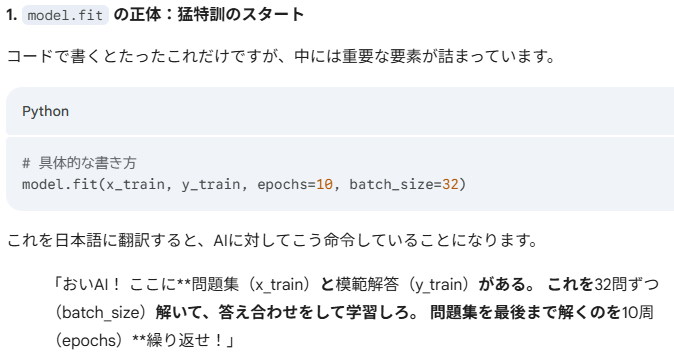 1. model.fit の正体：猛特訓のスタート
コードで書くとたったこれだけですが、中には重要な要素が詰まっています。
Python
# 具体的な書き方
model.fit(x_train, y_train, epochs=10, batch_size=32)
これを日本語に翻訳すると、AIに対してこう命令していることになります。
「おいAI！ ここに**問題集（x_train）と模範解答（y_train）がある。 これを32問ずつ
（batch_size）解いて、答え合わせをして学習しろ。 問題集を最後まで解くのを10周
（epochs）**繰り返せ！」